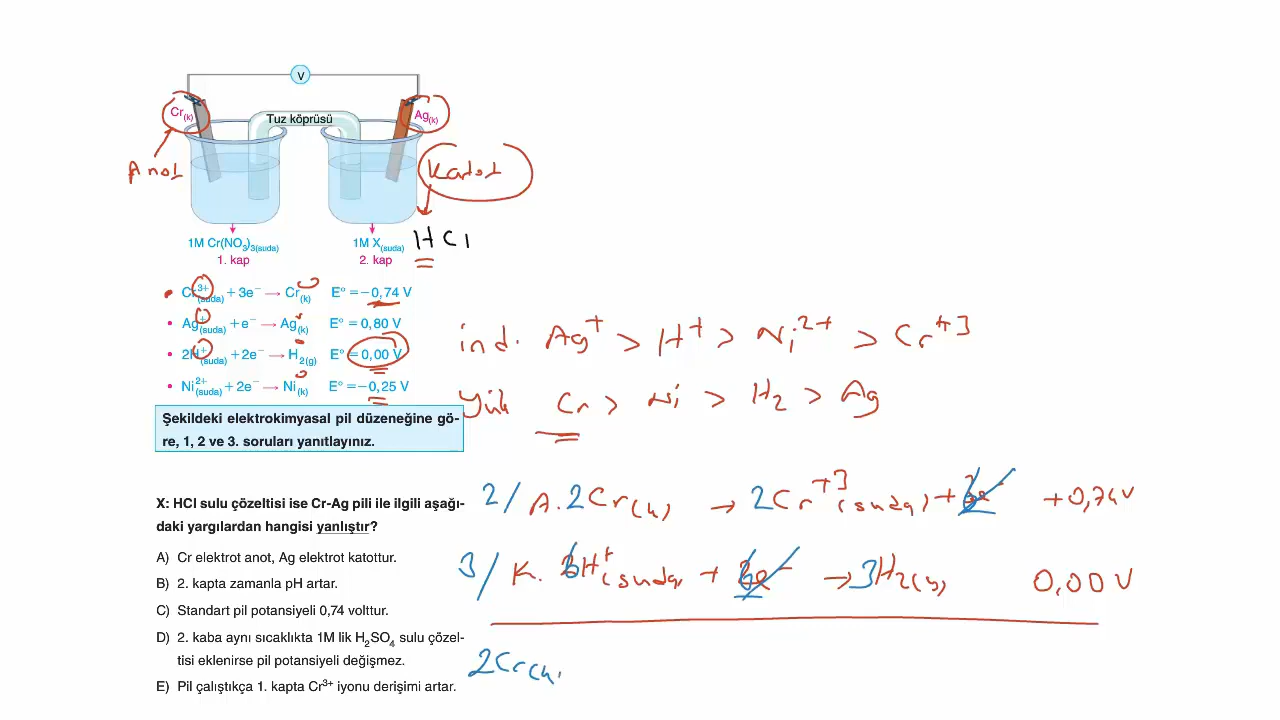 V
Cr(k)
Tuz köprüsü
Ag(k)
Anot
Katot
1M Cr(NO3)3(suda)
1M X(suda)
HCl
1. kap
2. kap
• Cr3+(suda) + 3e− → Cr(k) E° =−0,74 V
• Ag+(suda) + e− → Ag(k) E° = 0,80 V
• 2H+(suda) + 2e− → H2(g) E° = 0,00 V
• Ni2+(suda) + 2e− → Ni(k) E° =−0,25 V
ind. Ag+ > H+ > Ni2+ > Cr+3
yük Cr > Ni > H2 > Ag
Şekildeki elektrokimyasal pil düzeneğine gö-
re, 1, 2 ve 3. soruları yanıtlayınız.
X: HCl sulu çözeltisi ise Cr-Ag pili ile ilgili aşağı-
daki yargılardan hangisi yanlıştır?
A) Cr elektrot anot, Ag elektrot katottur.
B) 2. kapta zamanla pH artar.
C) Standart pil potansiyeli 0,74 volttur.
D) 2. kaba aynı sıcaklıkta 1M lik H2SO4 sulu çözel-
tisi eklenirse pil potansiyeli değişmez.
E) Pil çalıştıkça 1. kapta Cr3+ iyonu derişimi artar.
2/ A. 2Cr(k) → 2Cr+3(suda) + 6e− +0,74V
3/ K. 6H+(suda) + 6e− → 3H2(g) 0,00V
2Cr(k)